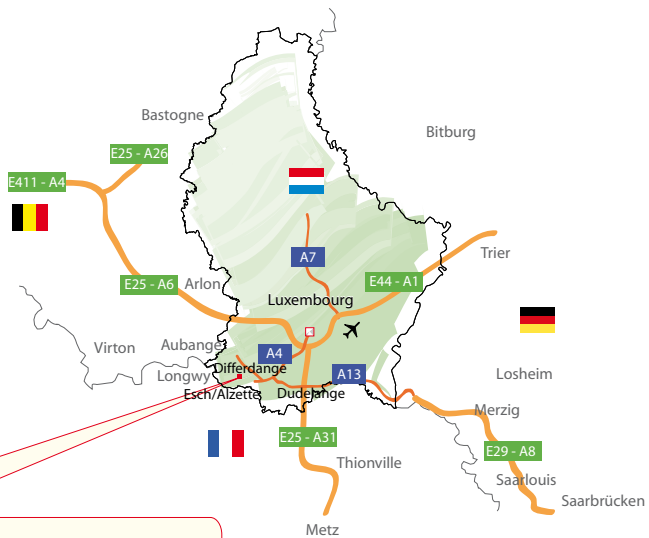 Bastogne
Bitburg
E25 - A26
E411 - A4
Trier
A7
E44 - A1
E25 - A6
Arlon
Luxembourg
Virton
Aubange
A4
Differdange
A13
Losheim
Longwy
Esch/Alzette
Dudelange
Merzig
E25 - A31
E29 - A8
Thionville
Saarlouis
Saarbrücken
Metz